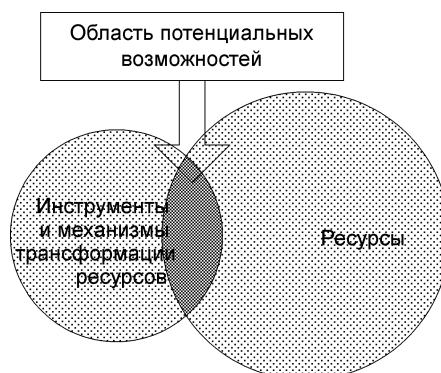 Область потенциальных
возможностей
Инструменты
и механизмы
трансформации
ресурсов
Ресурсы